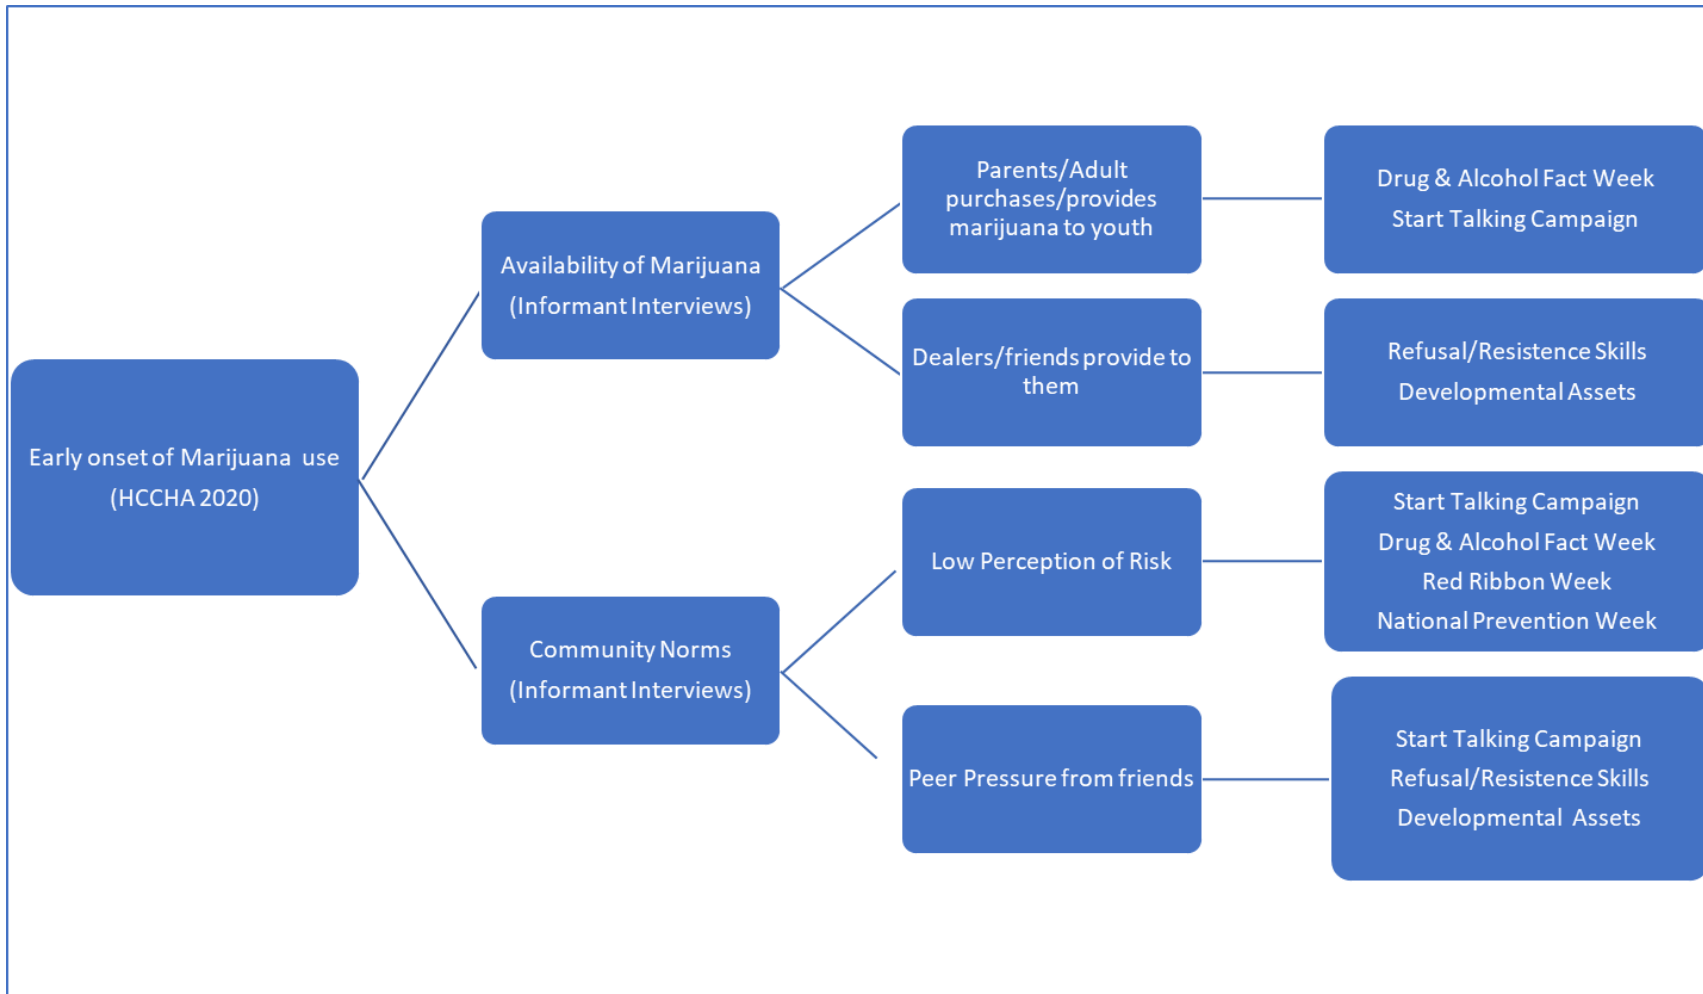 Early onset of Marijuana use
(HCCHA 2020)
Availability of Marijuana
(Informant Interviews)
Community Norms
(Informant Interviews)
Parents/Adult
purchases/provides
marijuana to youth
Dealers/friends provide to
them
Low Perception of Risk
Peer Pressure from friends
Drug & Alcohol Fact Week
Start Talking Campaign
Refusal/Resistence Skills
Developmental Assets
Start Talking Campaign
Drug & Alcohol Fact Week
Red Ribbon Week
National Prevention Week
Start Talking Campaign
Refusal/Resistence Skills
Developmental Assets